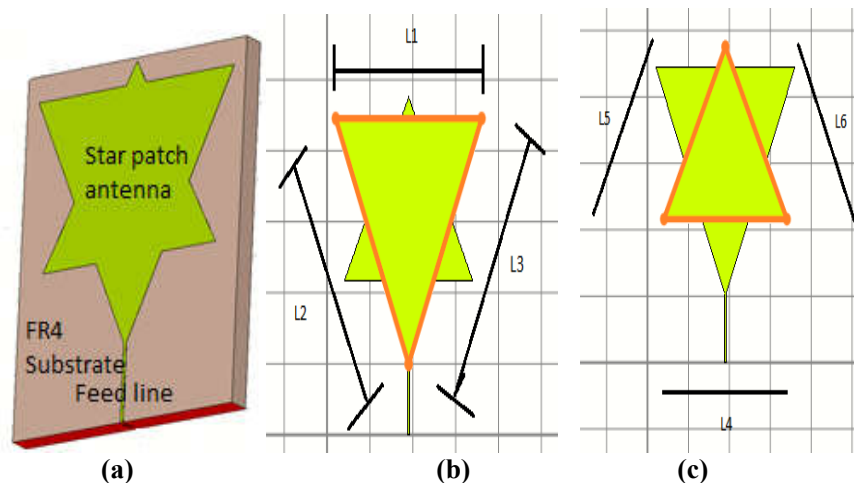 Star patch
antenna
FR4
Substrate
Feed line
(a)
L1
L2
L3
(b)
L5
L6
L4
(c)